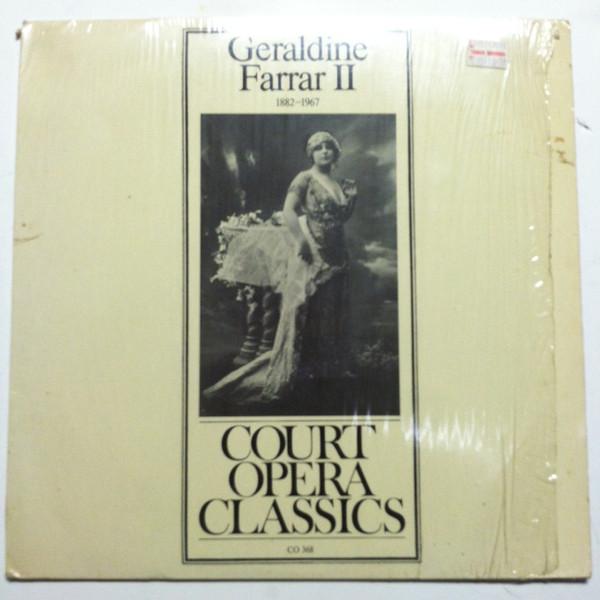 Geraldine
Farrar II
1882–1967
COURT
OPERA
CLASSICS
CO 368